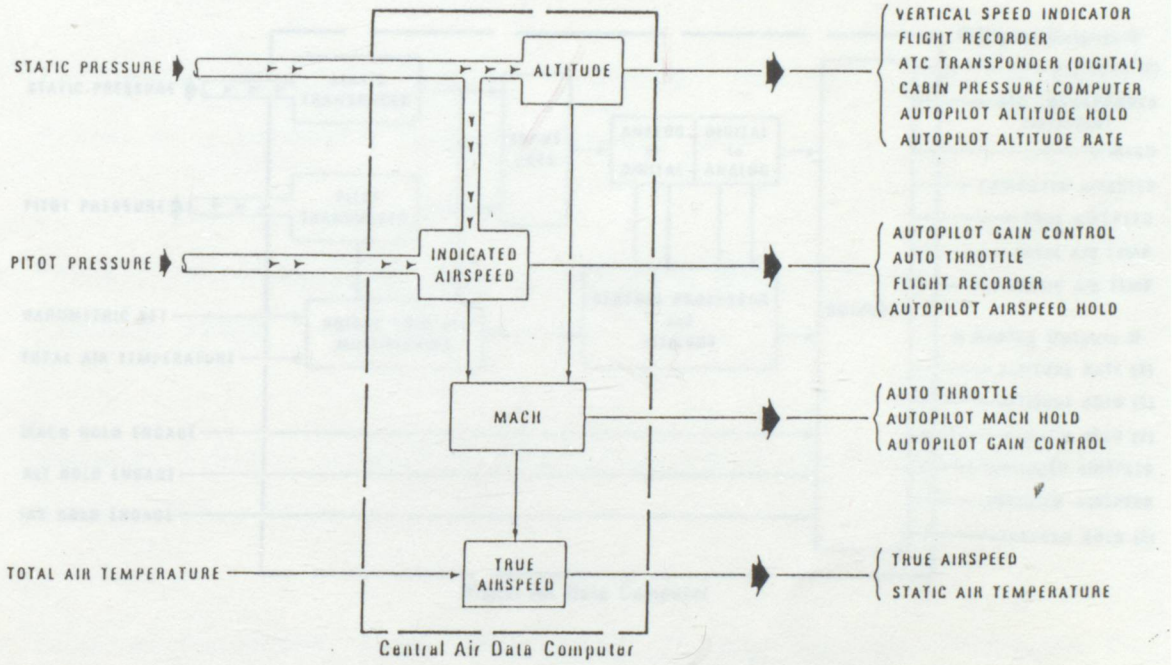 STATIC PRESSURE
ALTITUDE
VERTICAL SPEED INDICATOR
FLIGHT RECORDER
ATC TRANSPONDER (DIGITAL)
CABIN PRESSURE COMPUTER
AUTOPILOT ALTITUDE HOLD
AUTOPILOT ALTITUDE RATE
PITOT PRESSURE
INDICATED
AIRSPEED
AUTOPILOT GAIN CONTROL
AUTO THROTTLE
FLIGHT RECORDER
AUTOPILOT AIRSPEED HOLD
MACH
AUTO THROTTLE
AUTOPILOT MACH HOLD
AUTOPILOT GAIN CONTROL
TOTAL AIR TEMPERATURE
TRUE
AIRSPEED
TRUE AIRSPEED
STATIC AIR TEMPERATURE
Central Air Data Computer